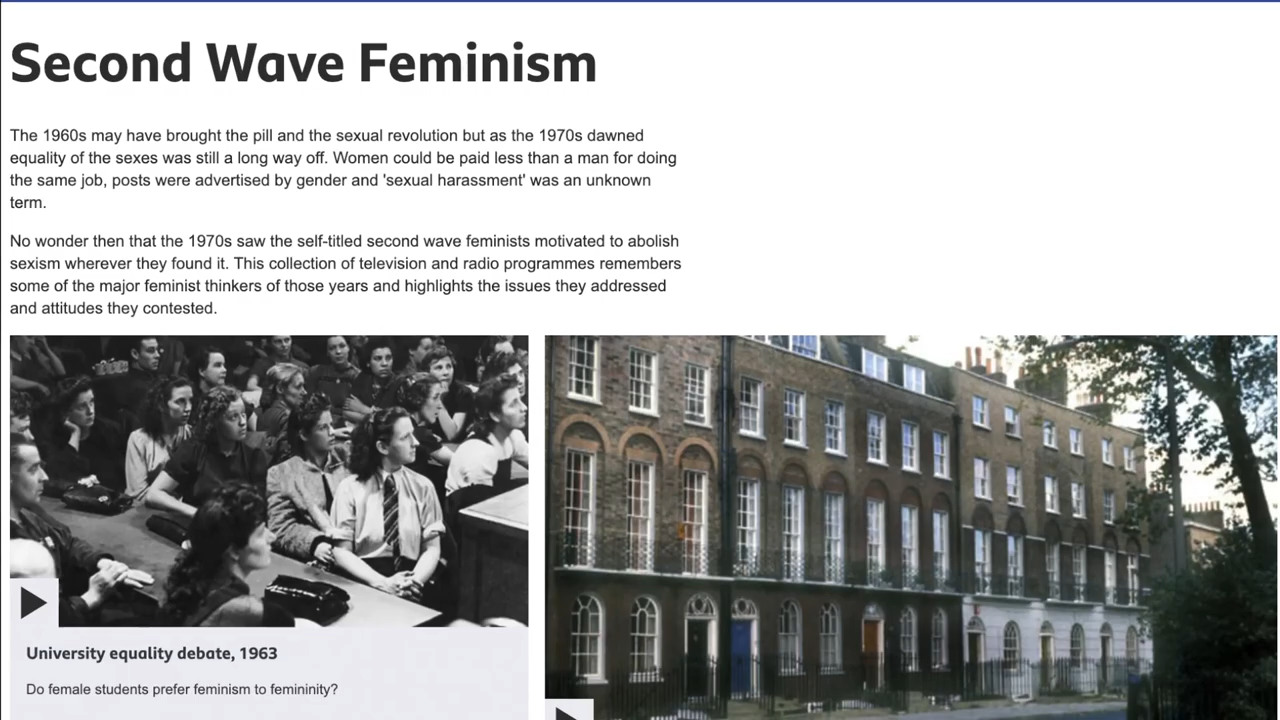 Second Wave Feminism
The 1960s may have brought the pill and the sexual revolution but as the 1970s dawned
equality of the sexes was still a long way off. Women could be paid less than a man for doing
the same job, posts were advertised by gender and 'sexual harassment' was an unknown
term.
No wonder then that the 1970s saw the self-titled second wave feminists motivated to abolish
sexism wherever they found it. This collection of television and radio programmes remembers
some of the major feminist thinkers of those years and highlights the issues they addressed
and attitudes they contested.
University equality debate, 1963
Do female students prefer feminism to femininity?